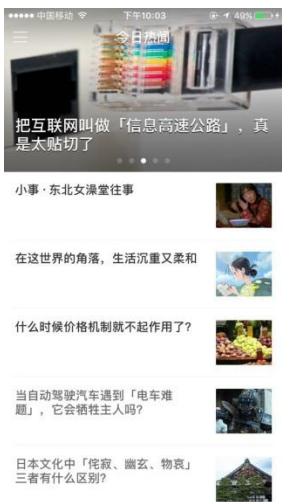 中国移动 下午10:03 49%
今日热闻
把互联网叫做「信息高速公路」，真
是太贴切了
小事 · 东北女澡堂往事
在这世界的角落，生活沉重又柔和
什么时候价格机制就不起作用了？
当自动驾驶汽车遇到「电车难
题」，它会牺牲主人吗？
日本文化中「侘寂、幽玄、物哀」
三者有什么区别？